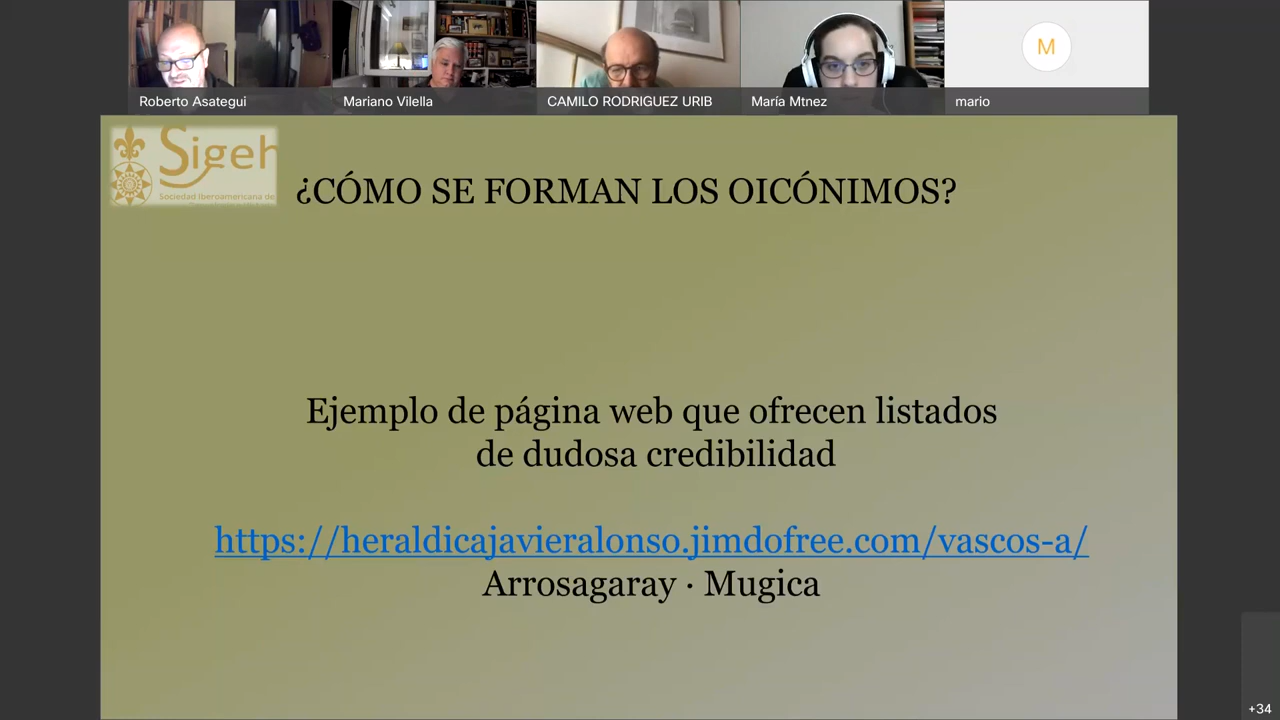 Roberto Asategui
Mariano Vilella
CAMILO RODRIGUEZ URIB
María Mtnez
M
mario
Sigeh
Sociedad Iberoamericana de
¿CÓMO SE FORMAN LOS OICÓNIMOS?
Ejemplo de página web que ofrecen listados
de dudosa credibilidad
https://heraldicajavieralonso.jimdofree.com/vascos-a/
Arrosagaray · Mugica
+34